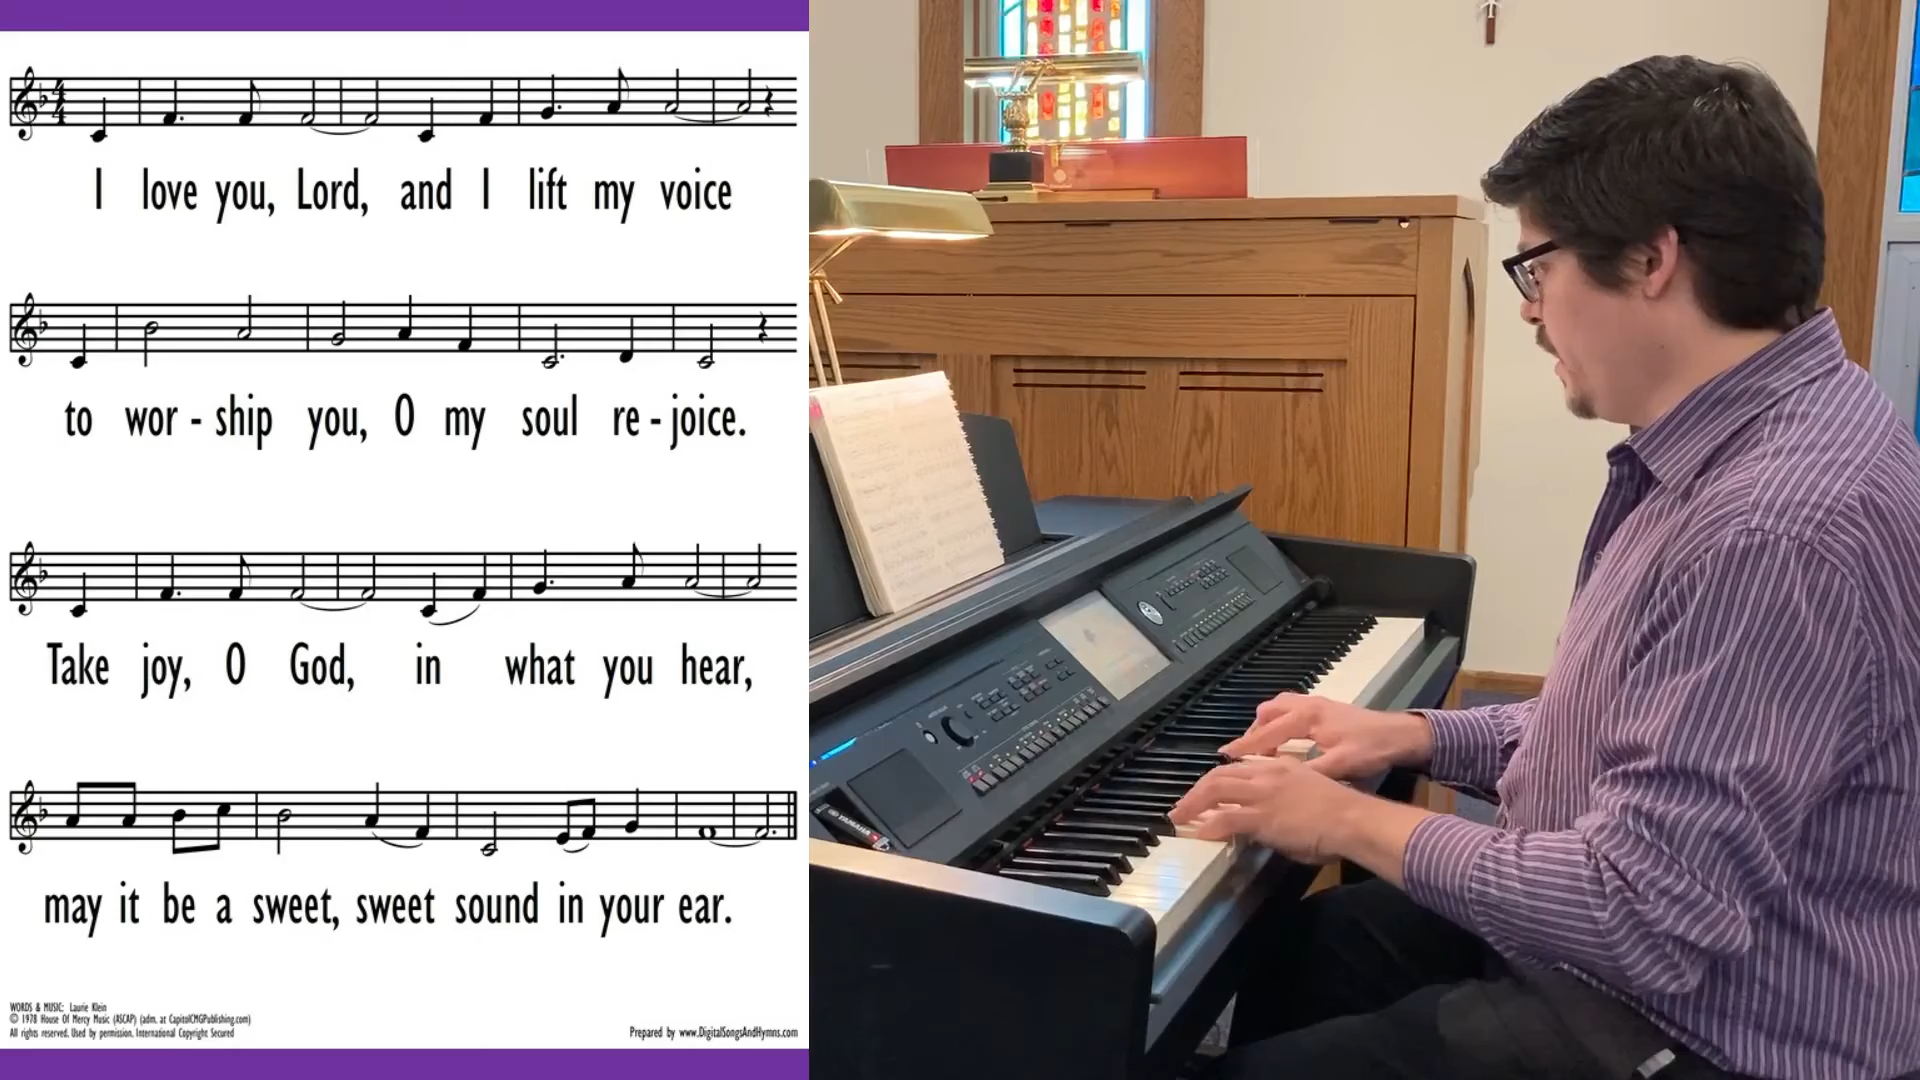 I love you, Lord, and I lift my voice
to wor - ship you, O my soul re - joice.
Take joy, O God, in what you hear,
may it be a sweet, sweet sound in your ear.
WORDS & MUSIC: Laurie Klein
© 1978 House Of Mercy Music (ASCAP) (adm. at CapitolCMGPublishing.com)
All rights reserved. Used by permission. International Copyright Secured
Prepared by www.DigitalSongsAndHymns.com
YAMAHA